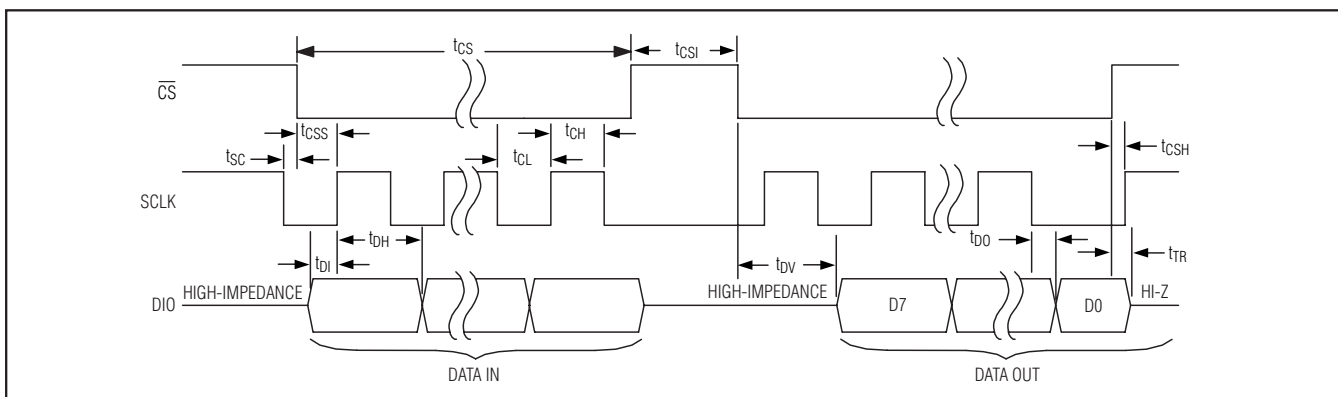 tCS
tCSI
CS
tCSS
tCH
tSC
tCL
tCSH
SCLK
tDH
tDO
tDI
tDV
tTR
HIGH-IMPEDANCE
HIGH-IMPEDANCE
HI-Z
DIO
D7
D0
DATA IN
DATA OUT